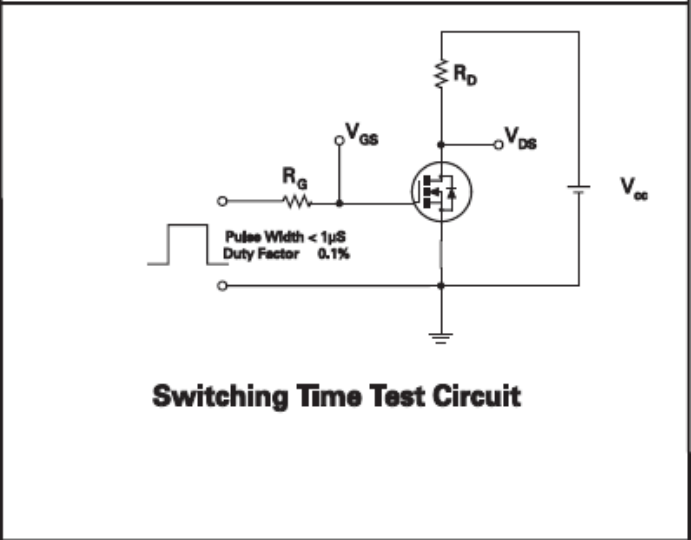 R_D
V_GS
V_DS
R_G
V_cc
Pulse Width < 1µS
Duty Factor 0.1%
Switching Time Test Circuit